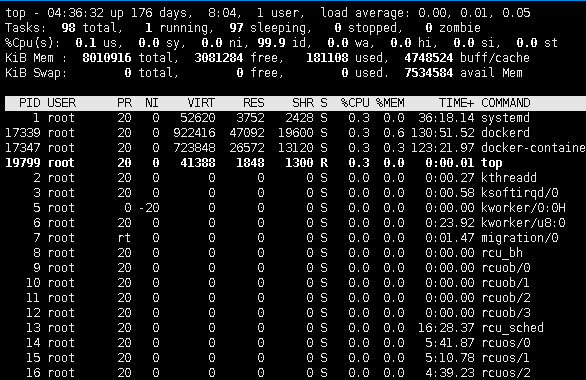 top - 04:36:32 up 176 days,  8:04,  1 user,  load average: 0.00, 0.01, 0.05
Tasks:  98 total,   1 running,  97 sleeping,   0 stopped,   0 zombie
%Cpu(s):  0.1 us,  0.0 sy,  0.0 ni, 99.9 id,  0.0 wa,  0.0 hi,  0.0 si,  0.0 st
KiB Mem :  8010916 total,  3081284 free,   181108 used,  4748524 buff/cache
KiB Swap:        0 total,        0 free,        0 used.  7534584 avail Mem
PID USER      PR  NI    VIRT    RES    SHR S  %CPU %MEM     TIME+ COMMAND
1 root      20   0   52620   3752   2428 S   0.3  0.0  36:18.14 systemd
17339 root      20   0  922416  47092  19600 S   0.3  0.6 130:51.52 dockerd
17347 root      20   0  723848  26572  13120 S   0.3  0.3 123:21.97 docker-containe
19799 root      20   0   41388   1848   1300 R   0.3  0.0   0:00.01 top
2 root      20   0       0      0      0 S   0.0  0.0   0:00.27 kthreadd
3 root      20   0       0      0      0 S   0.0  0.0   0:00.58 ksoftirqd/0
5 root       0 -20       0      0      0 S   0.0  0.0   0:00.00 kworker/0:0H
6 root      20   0       0      0      0 S   0.0  0.0   0:23.92 kworker/u8:0
7 root      rt   0       0      0      0 S   0.0  0.0   0:01.47 migration/0
8 root      20   0       0      0      0 S   0.0  0.0   0:00.00 rcu_bh
9 root      20   0       0      0      0 S   0.0  0.0   0:00.00 rcuob/0
10 root      20   0       0      0      0 S   0.0  0.0   0:00.00 rcuob/1
11 root      20   0       0      0      0 S   0.0  0.0   0:00.00 rcuob/2
12 root      20   0       0      0      0 S   0.0  0.0   0:00.00 rcuob/3
13 root      20   0       0      0      0 S   0.0  0.0  16:28.37 rcu_sched
14 root      20   0       0      0      0 S   0.0  0.0   5:41.87 rcuos/0
15 root      20   0       0      0      0 S   0.0  0.0   5:10.78 rcuos/1
16 root      20   0       0      0      0 S   0.0  0.0   4:39.23 rcuos/2